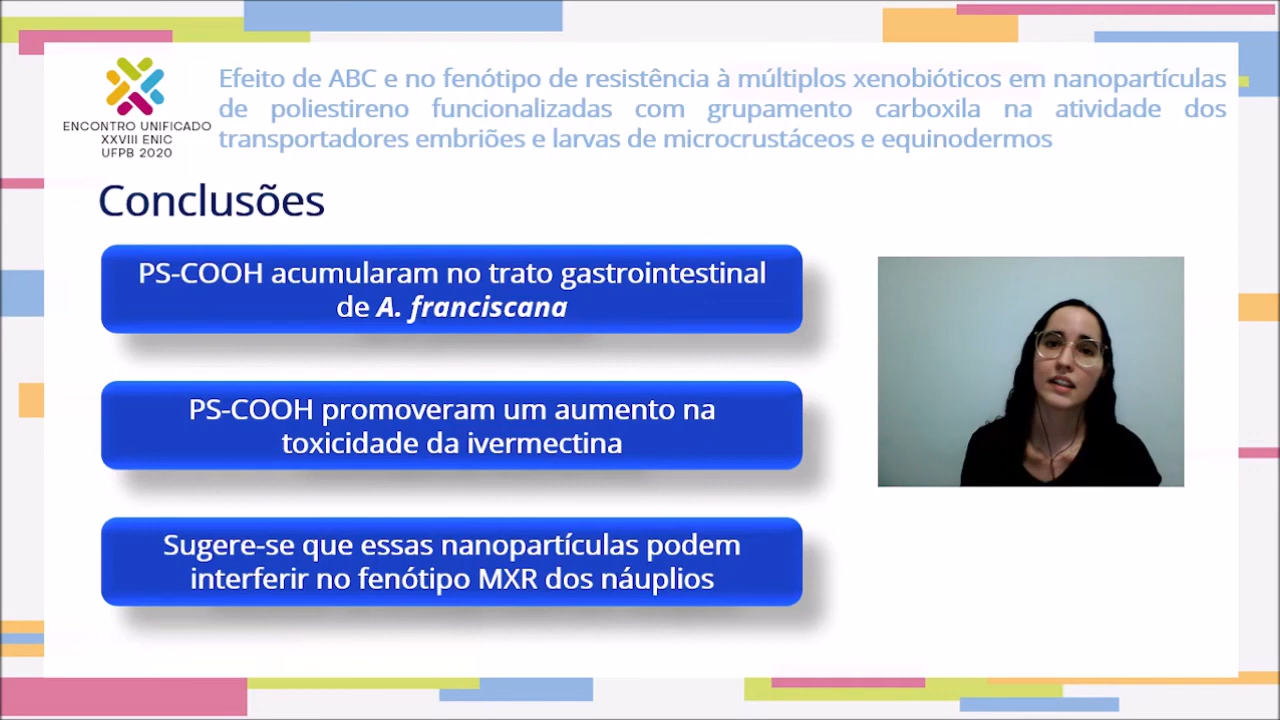 Efeito de ABC e no fenótipo de resistência à múltiplos xenobióticos em nanopartículas
de poliestireno funcionalizadas com grupamento carboxila na atividade dos
transportadores embriões e larvas de microcrustáceos e equinodermos
ENCONTRO UNIFICADO
XXVIII ENIC
UFPB 2020
Conclusões
PS-COOH acumularam no trato gastrointestinal
de A. franciscana
PS-COOH promoveram um aumento na
toxicidade da ivermectina
Sugere-se que essas nanopartículas podem
interferir no fenótipo MXR dos náuplios